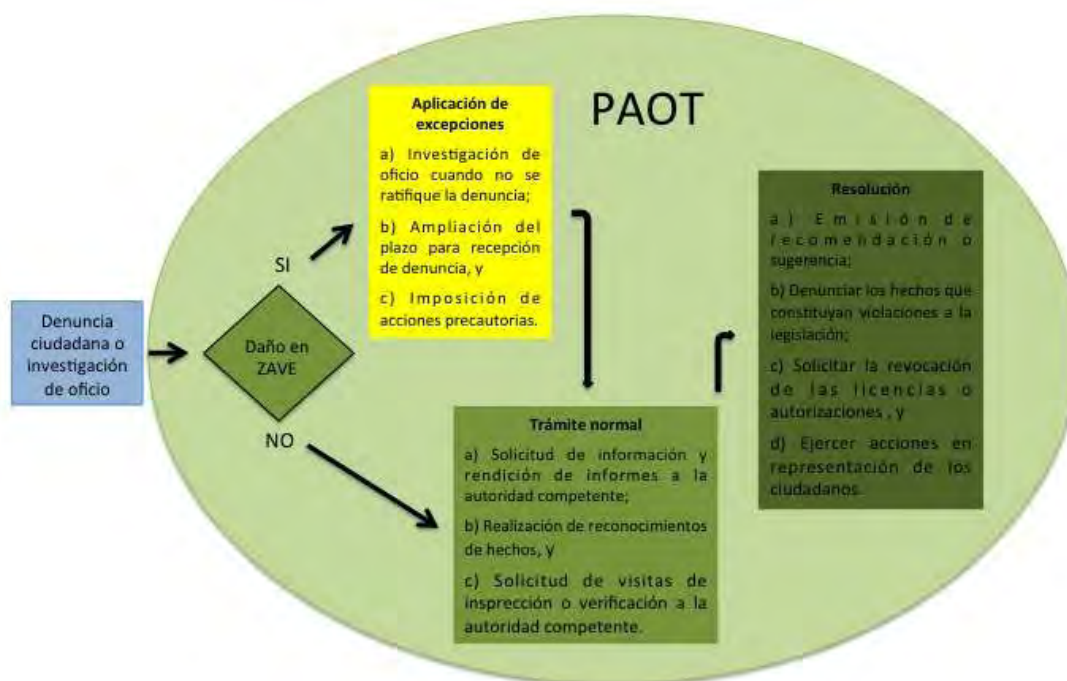 PAOT
Denuncia
ciudadana o
investigación
de oficio
Daño en
ZAVE
SI
NO
Aplicación de
excepciones
a) Investigación de
oficio cuando no se
ratifique la denuncia;
b) Ampliación del
plazo para recepción
de denuncia, y
c) Imposición de
acciones precautorias.
Trámite normal
a) Solicitud de información y
rendición de informes a la
autoridad competente;
b) Realización de reconocimientos
de hechos, y
c) Solicitud de visitas de
insprección o verificación a la
autoridad competente.
Resolución
a) Emisión de
recomendación o
sugerencia;
b) Denunciar los hechos que
constituyan violaciones a la
legislación;
c) Solicitar la revocación
de las licencias o
autorizaciones , y
d) Ejercer acciones en
representación de los
ciudadanos.